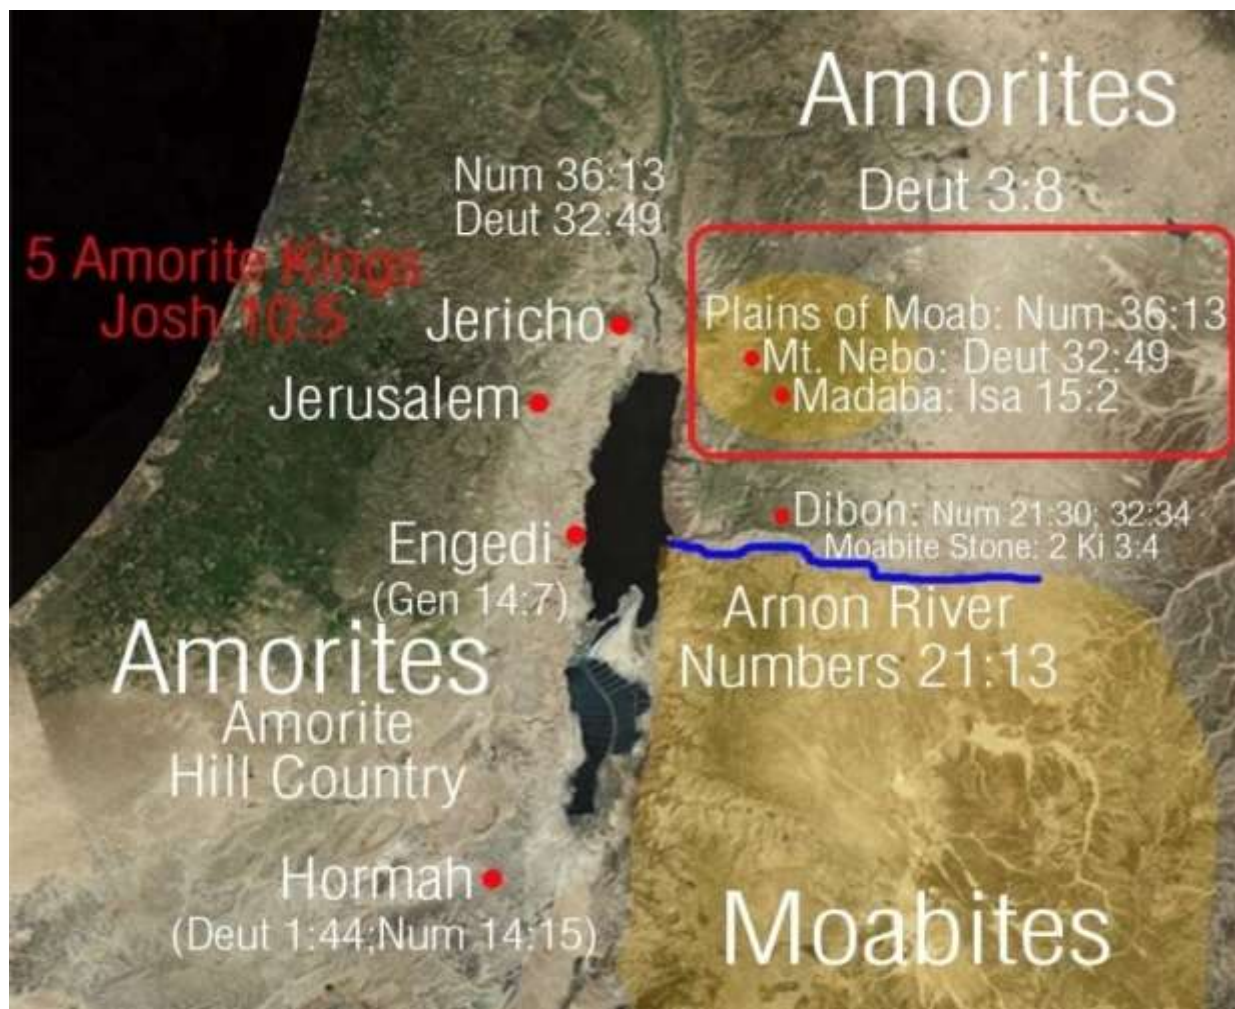 Amorites
Deut 3:8
Num 36:13
Deut 32:49
5 Amorite Kings
Josh 10:5
Jericho
Jerusalem
Plains of Moab: Num 36:13
Mt. Nebo: Deut 32:49
Madaba: Isa 15:2
Dibon: Num 21:30; 32:34
Moabite Stone: 2 Ki 3:4
Engedi
(Gen 14:7)
Arnon River
Numbers 21:13
Amorites
Amorite
Hill Country
Hormah
(Deut 1:44;Num 14:15)
Moabites